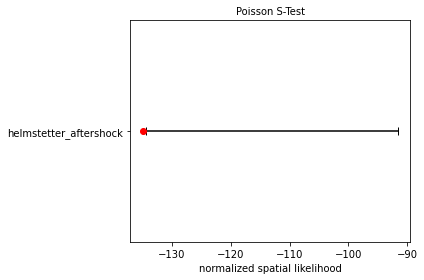 Poisson S-Test
helmstetter_aftershock
−130 −120 −110 −100 −90
normalized spatial likelihood